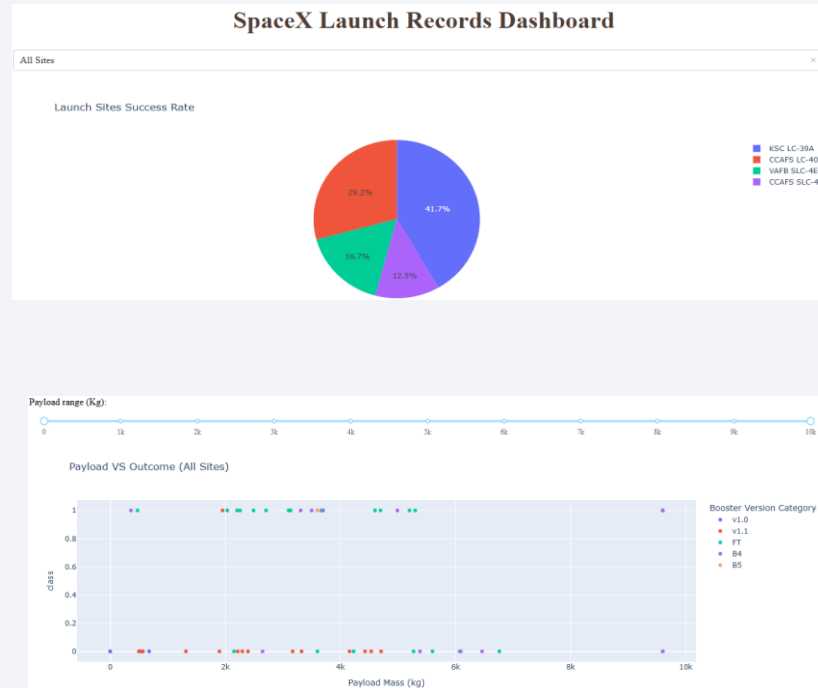 SpaceX Launch Records Dashboard
All Sites ×
Launch Sites Success Rate
KSC LC-39A
CCAFS LC-40
VAFB SLC-4E
CCAFS SLC-4
29.2%
41.7%
16.7%
12.5%
Payload range (Kg):
0 1k 2k 3k 4k 5k 6k 7k 8k 9k 10k
Payload VS Outcome (All Sites)
Booster Version Category
v1.0
v1.1
FT
B4
B5
1
0.8
0.6
0.4
0.2
0
class
0 2k 4k 6k 8k 10k
Payload Mass (kg)